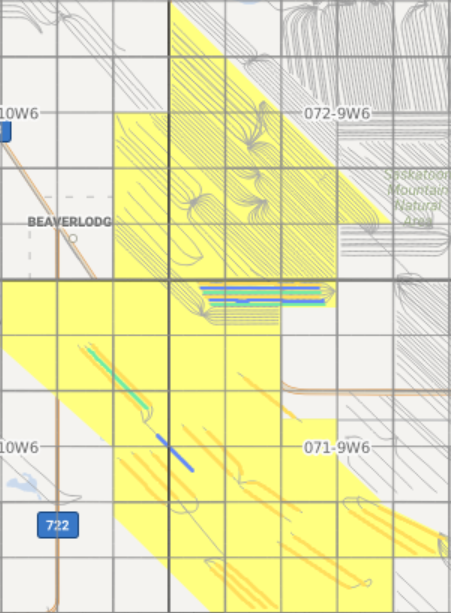 10W6
072-9W6
Saskatoon
Mountain
Natural
Area
BEAVERLODG
10W6
071-9W6
722